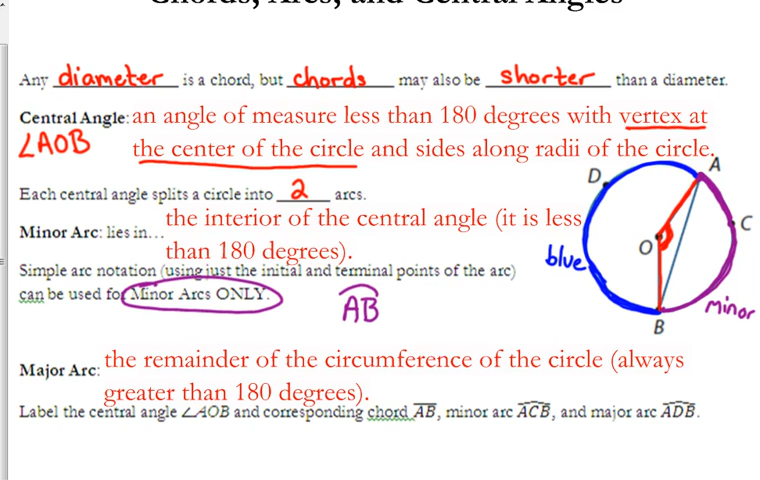 Chords, Arcs, and Central Angles
Any diameter is a chord, but chords may also be shorter than a diameter.
Central Angle: an angle of measure less than 180 degrees with vertex at
∠AOB the center of the circle and sides along radii of the circle.
Each central angle splits a circle into 2 arcs.
Minor Arc: lies in... the interior of the central angle (it is less
than 180 degrees).
Simple arc notation (using just the initial and terminal points of the arc)
can be used for Minor Arcs ONLY.
AB
Major Arc: the remainder of the circumference of the circle (always
greater than 180 degrees).
Label the central angle ∠AOB and corresponding chord AB, minor arc ACB, and major arc ADB.
D
A
C
O
blue
minor
B